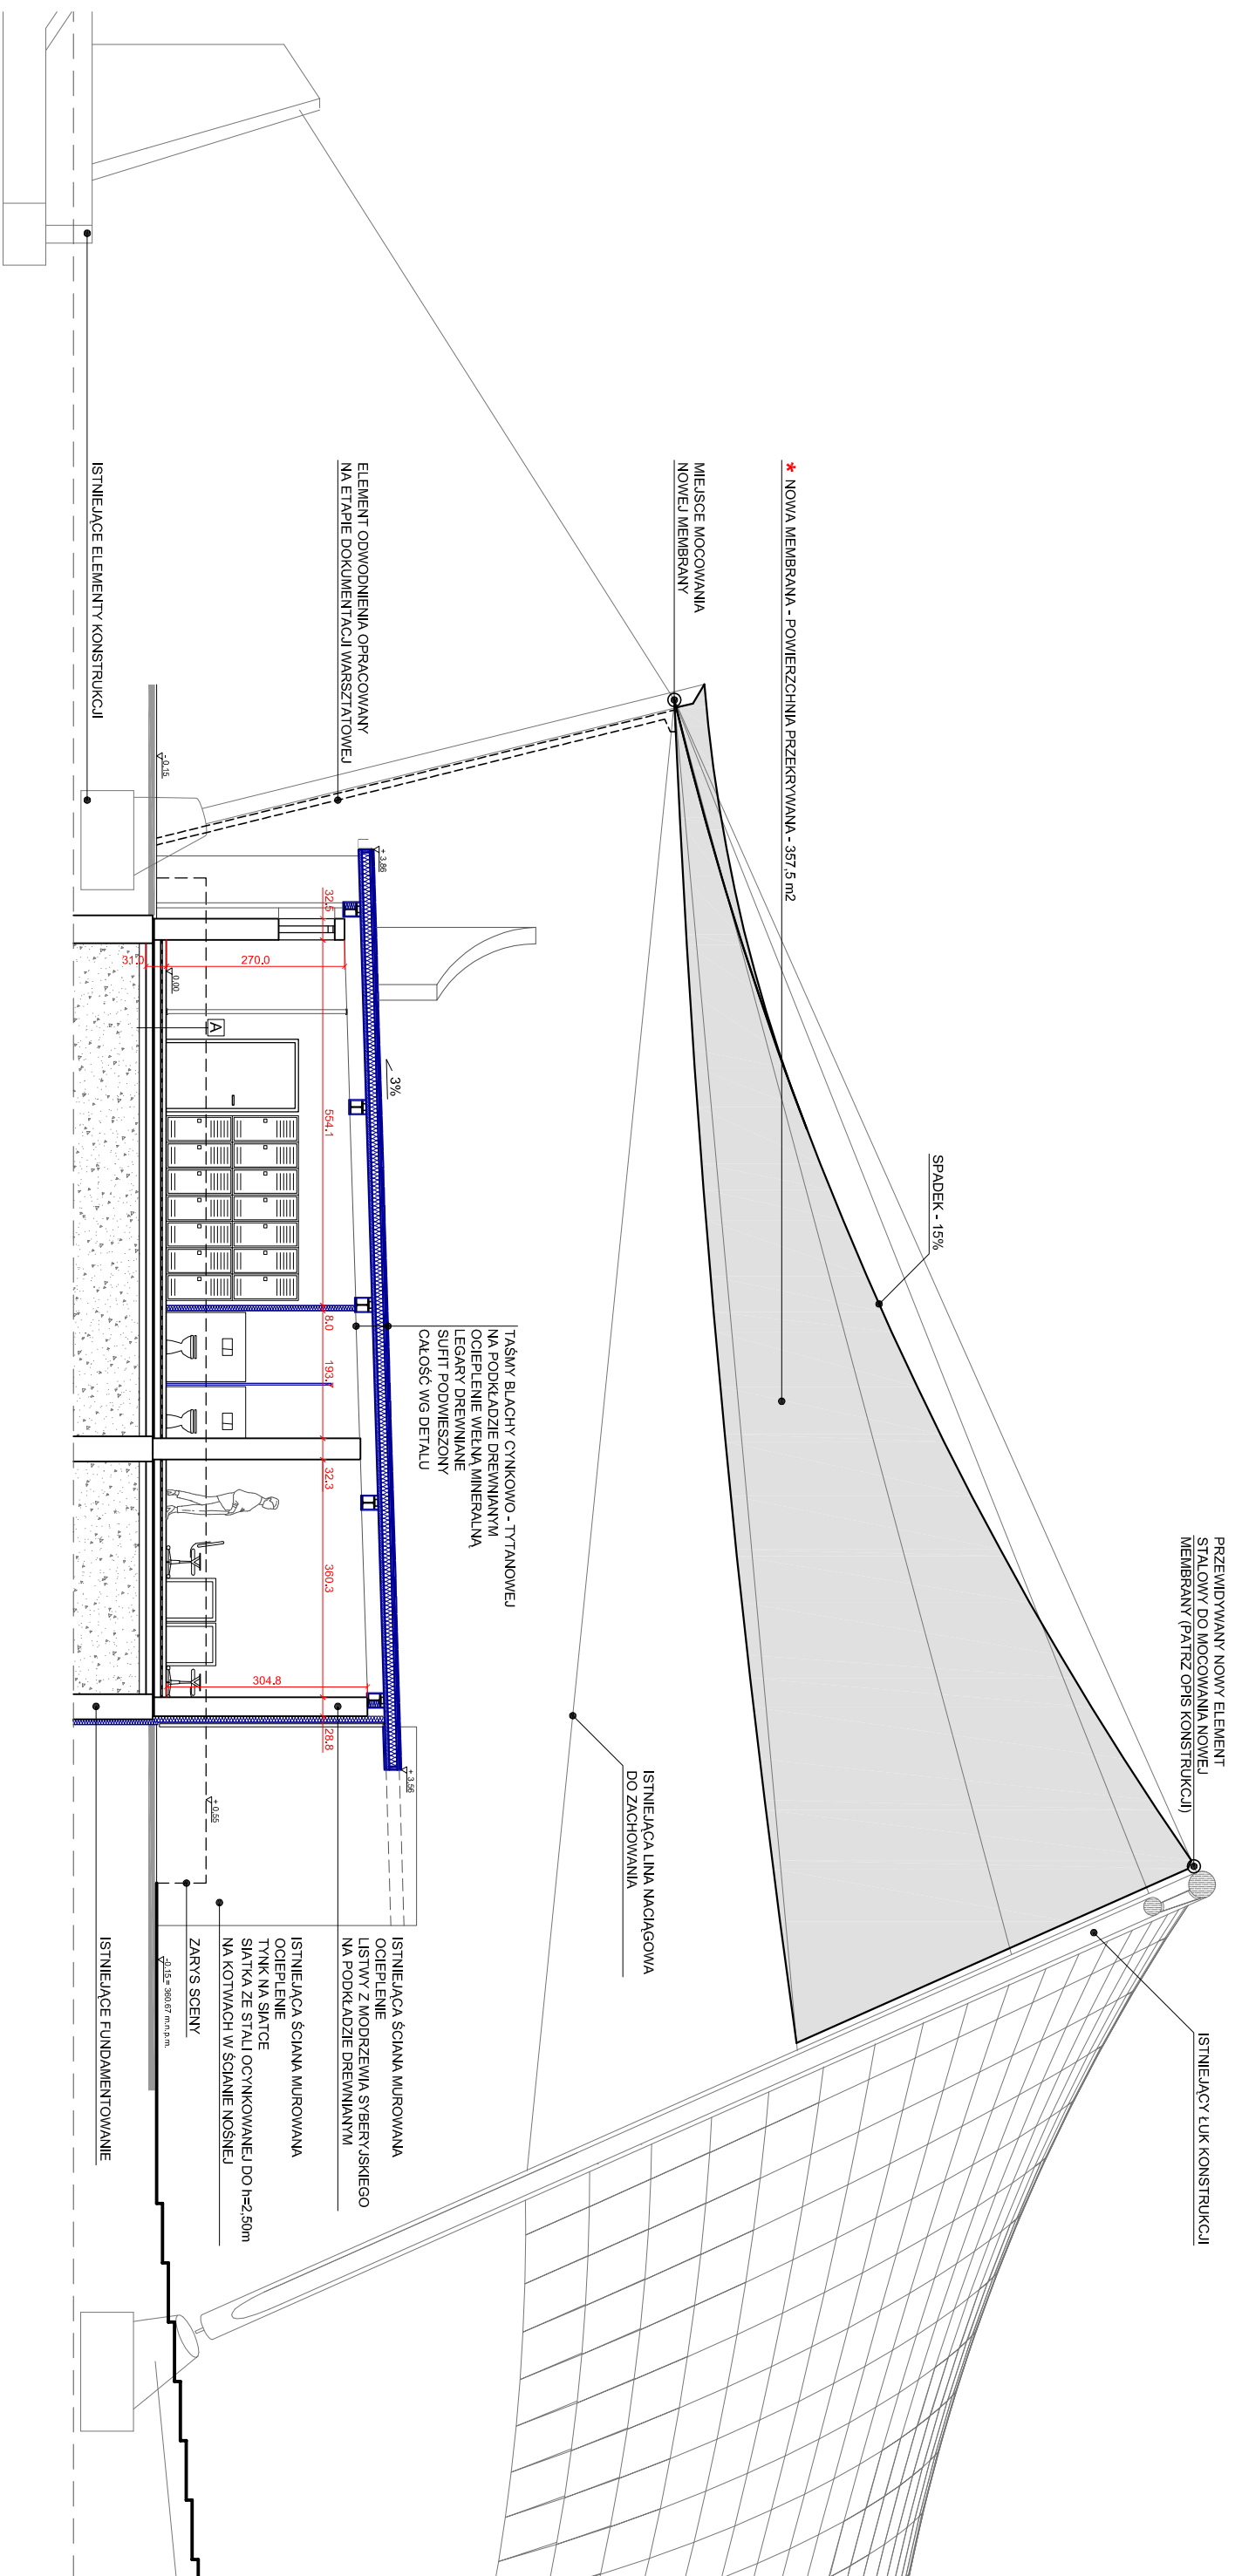 PRZEWIDYWANY NOWY ELEMENT
STALOWY DO MOCOWANIA NOWEJ
MEMBRANY (PATRZ OPIS KONSTRUKCJI)
ISTNIEJĄCY ŁUK KONSTRUKCJI
SPADEK - 15%
* NOWA MEMBRANA - POWIERZCHNIA PRZEKRYWANA - 357,5 m2
MIEJSCE MOCOWANIA
NOWEJ MEMBRANY
ISTNIEJĄCA LINA NACIĄGOWA
DO ZACHOWANIA
TAŚMY BLACHY CYNKOWO - TYTANOWEJ
NA PODKŁADZIE DREWNIANYM
OCIEPLENIE WEŁNĄ MINERALNĄ
LEGARY DREWNIANE
SUFIT PODWIESZONY
CAŁOŚĆ WG DETALU
3%
+ 3,86
+ 3,56
ELEMENT ODWODNIENIA OPRACOWANY
NA ETAPIE DOKUMENTACJI WARSZTATOWEJ
ISTNIEJĄCA ŚCIANA MUROWANA
OCIEPLENIE
LISTWY Z MODRZEWIA SYBERYJSKIEGO
NA PODKŁADZIE DREWNIANYM
32.5
554.1
8.0
193.7
32.3
360.3
28.8
ISTNIEJĄCA ŚCIANA MUROWANA
OCIEPLENIE
TYNK NA SIATCE
SIATKA ZE STALI OCYNKOWANEJ DO h=2,50m
NA KOTWACH W ŚCIANIE NOŚNEJ
270.0
304.8
31.0
0,00
A
+ 0,55
ZARYS SCENY
- 0,15
-0,15 = 360,67 m.n.p.m.
ISTNIEJĄCE ELEMENTY KONSTRUKCJI
ISTNIEJĄCE FUNDAMENTOWANIE